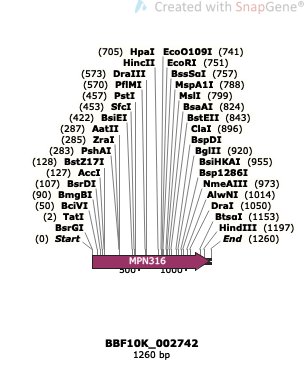 Created with SnapGene®
(705) HpaI EcoO109I (741)
HincII EcoRI (751)
(573) DraIII BssSαI (757)
(570) PflMI MspA1I (788)
(457) PstI MslI (799)
(453) SfcI BsaAI (824)
(422) BsiEI BstEII (843)
(287) AatII ClaI (896)
(285) ZraI BspDI
(283) PshAI BglII (920)
(128) BstZ17I BsiHKAI (955)
(127) AccI Bsp1286I
(107) BsrDI NmeAIII (973)
(90) BmgBI AlwNI (1014)
(50) BciVI DraI (1050)
(2) TatI BtsαI (1153)
BsrGI HindIII (1197)
(0) Start End (1260)
MPN316
500 1000
BBF10K_002742
1260 bp